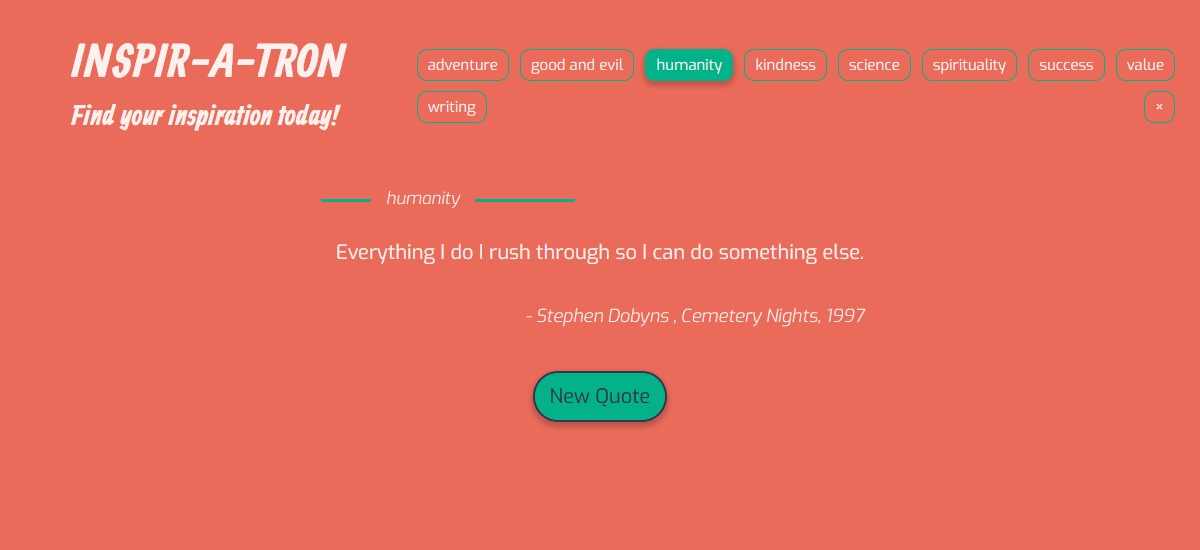 INSPIR-A-TRON
Find your inspiration today!
adventure good and evil humanity kindness science spirituality success value
writing ×
humanity
Everything I do I rush through so I can do something else.
- Stephen Dobyns , Cemetery Nights, 1997
New Quote